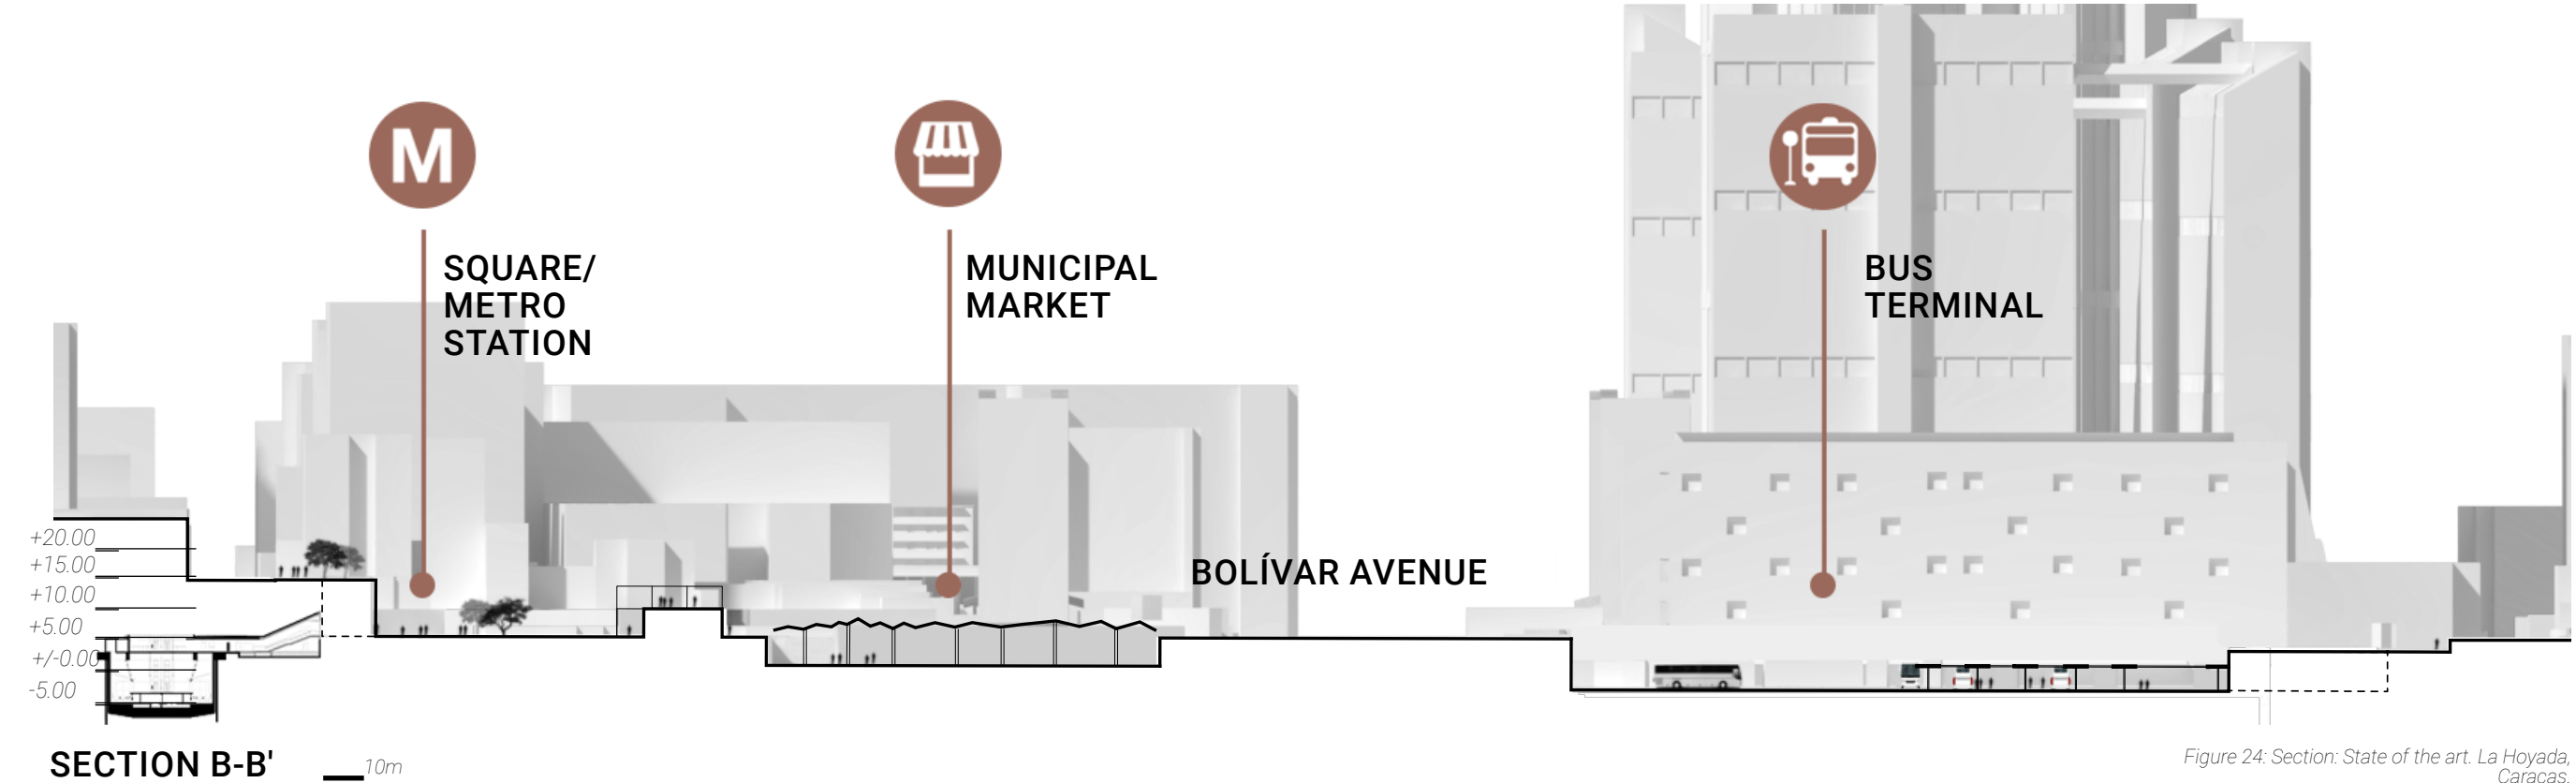 M
SQUARE/
METRO
STATION
MUNICIPAL
MARKET
BUS
TERMINAL
BOLÍVAR AVENUE
+20.00
+15.00
+10.00
+5.00
+/-0.00
-5.00
SECTION B-B'
10m
Figure 24: Section: State of the art. La Hoyada,
Caracas.